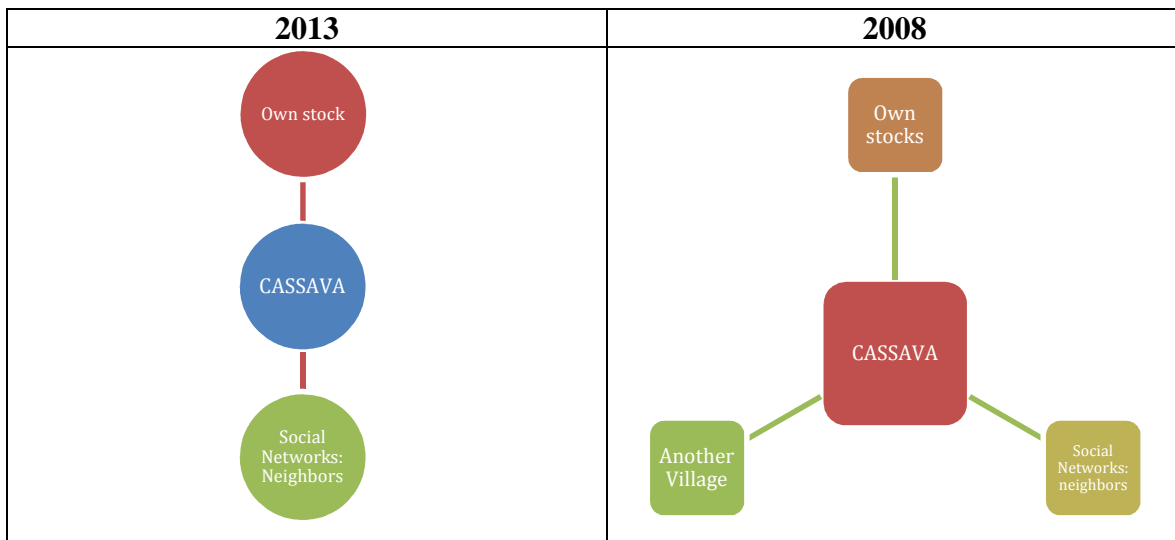 2013
Own stock
CASSAVA
Social
Networks:
Neighbors
2008
Own
stocks
CASSAVA
Another
Village
Social
Networks:
neighbors